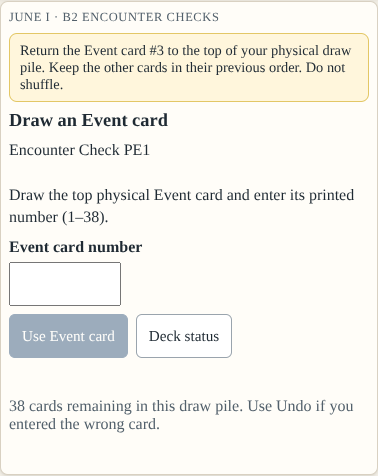 JUNE I · B2 ENCOUNTER CHECKS
Return the Event card #3 to the top of your physical draw
pile. Keep the other cards in their previous order. Do not
shuffle.
Draw an Event card
Encounter Check PE1
Draw the top physical Event card and enter its printed
number (1–38).
Event card number
Use Event card
Deck status
38 cards remaining in this draw pile. Use Undo if you
entered the wrong card.